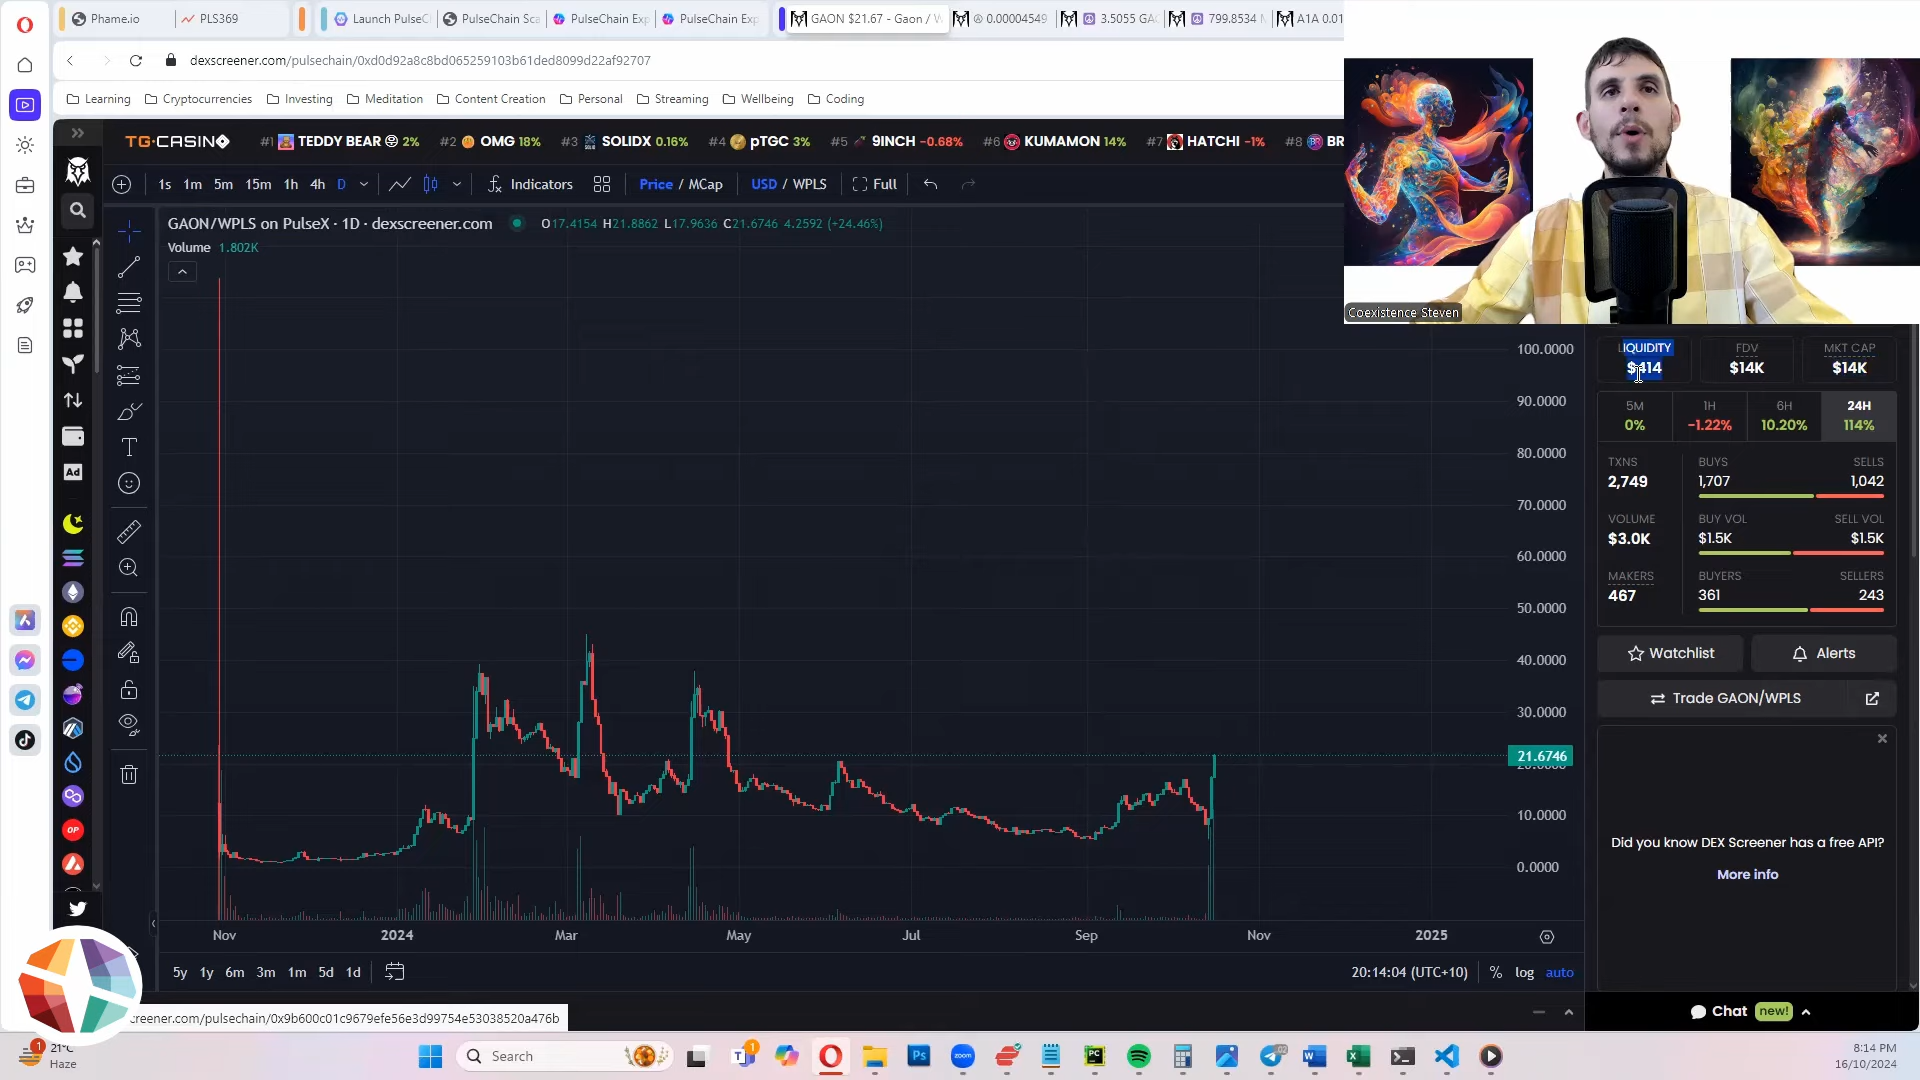 Phame.io
PLS369
Launch PulseC
PulseChain Sca
PulseChain Exp
PulseChain Exp
GAON $21.67 - Gaon / W
0.00004549
3.5055 GAO
799.8534
A1A 0.01
dexscreener.com/pulsechain/0xd0d92a8c8bd065259103b61ded8099d22af92707
Learning
Cryptocurrencies
Investing
Meditation
Content Creation
Personal
Streaming
Wellbeing
Coding
TG.CASINO
#1 TEDDY BEAR 2%
#2 OMG 18%
#3 SOLIDX 0.16%
#4 pTGC 3%
#5 9INCH -0.68%
#6 KUMAMON 14%
#7 HATCHI -1%
#8 BR
1s 1m 5m 15m 1h 4h D
Indicators
Price / MCap
USD / WPLS
Full
GAON/WPLS on PulseX · 1D · dexscreener.com
O17.4154 H21.8862 L17.9636 C21.6746 4.2592 (+24.46%)
Volume 1.802K
Coexistence Steven
100.0000
90.0000
80.0000
70.0000
60.0000
50.0000
40.0000
30.0000
21.6746
20.0000
10.0000
0.0000
LIQUIDITY
$414
FDV
$14K
MKT CAP
$14K
5M
0%
1H
-1.22%
6H
10.20%
24H
114%
TXNS
2,749
BUYS
1,707
SELLS
1,042
VOLUME
$3.0K
BUY VOL
$1.5K
SELL VOL
$1.5K
MAKERS
467
BUYERS
361
SELLERS
243
Watchlist
Alerts
Trade GAON/WPLS
Did you know DEX Screener has a free API?
More info
Ad
OP
Nov 2024 Mar May Jul Sep Nov 2025
5y 1y 6m 3m 1m 5d 1d
20:14:04 (UTC+10)
% log auto
creener.com/pulsechain/0x9b600c01c9679efe56e3d99754e53038520a476b
Chat new!
1
21°C
Haze
Search
1
Ps
zoom
PC
8:14 PM
16/10/2024